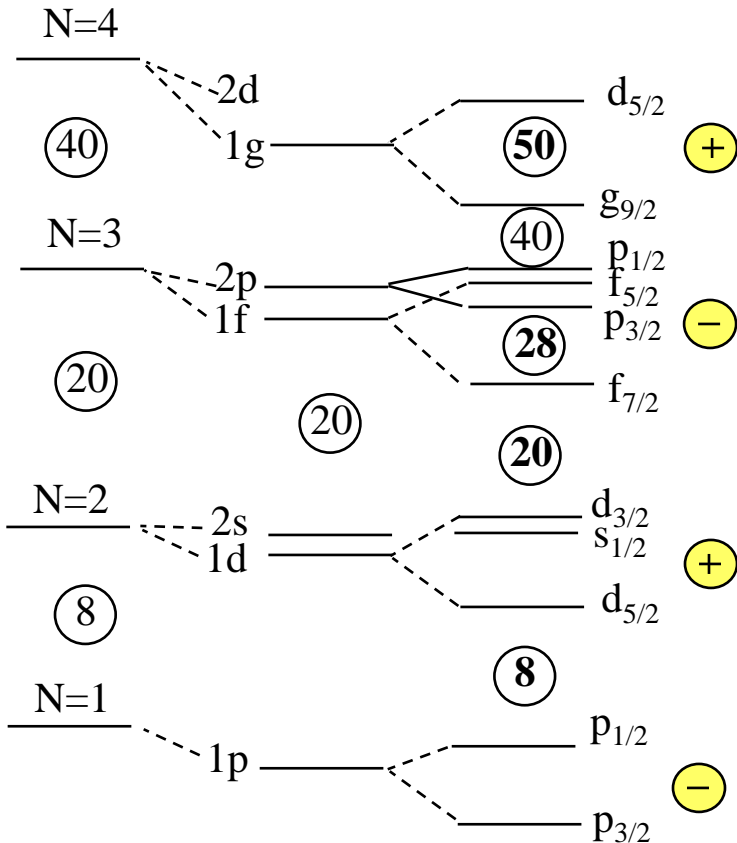 N=4
2d
d5/2
40
1g
50
+
g9/2
N=3
40
p1/2
2p
f5/2
1f
p3/2
−
28
20
f7/2
20
20
N=2
d3/2
2s
s1/2
1d
+
d5/2
8
8
N=1
p1/2
1p
−
p3/2